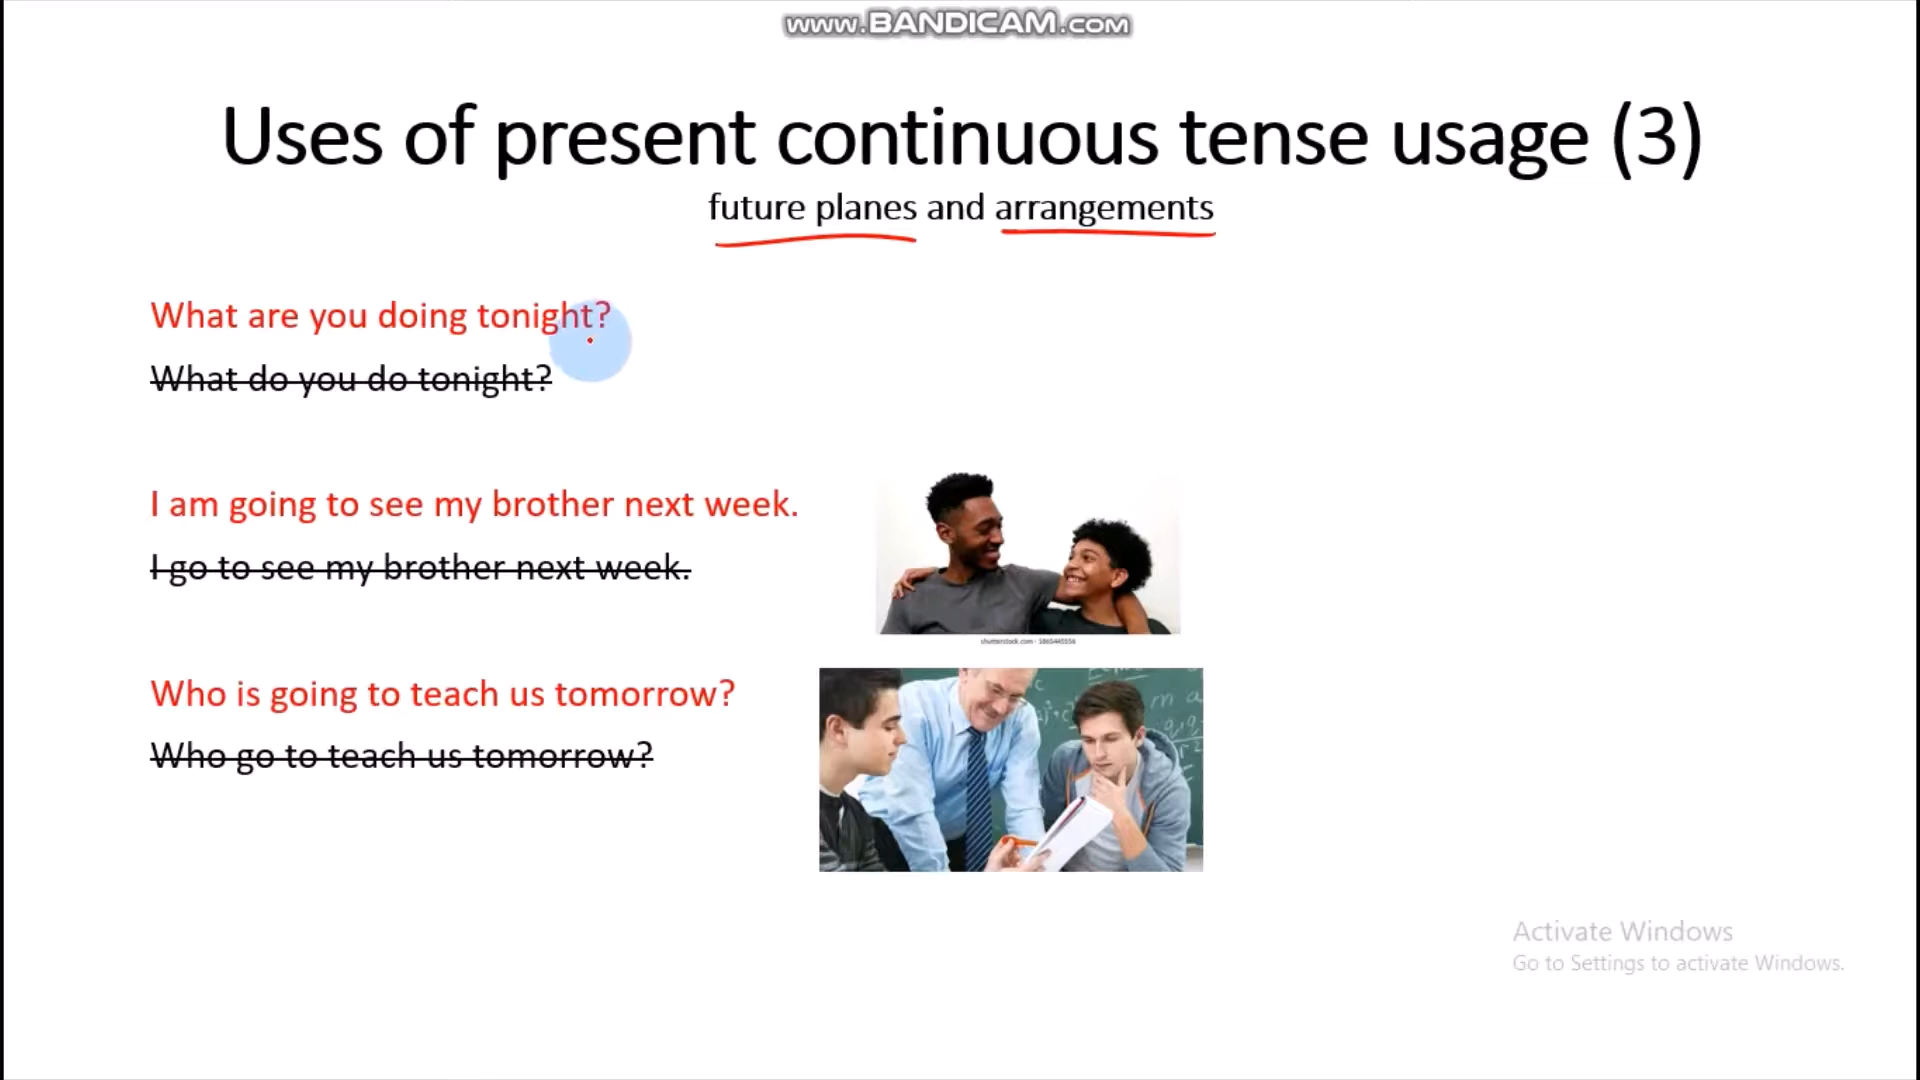 www.BANDICAM.com
Uses of present continuous tense usage (3)
future planes and arrangements
What are you doing tonight?
What do you do tonight?
I am going to see my brother next week.
I go to see my brother next week.
Who is going to teach us tomorrow?
Who go to teach us tomorrow?
Activate Windows
Go to Settings to activate Windows.